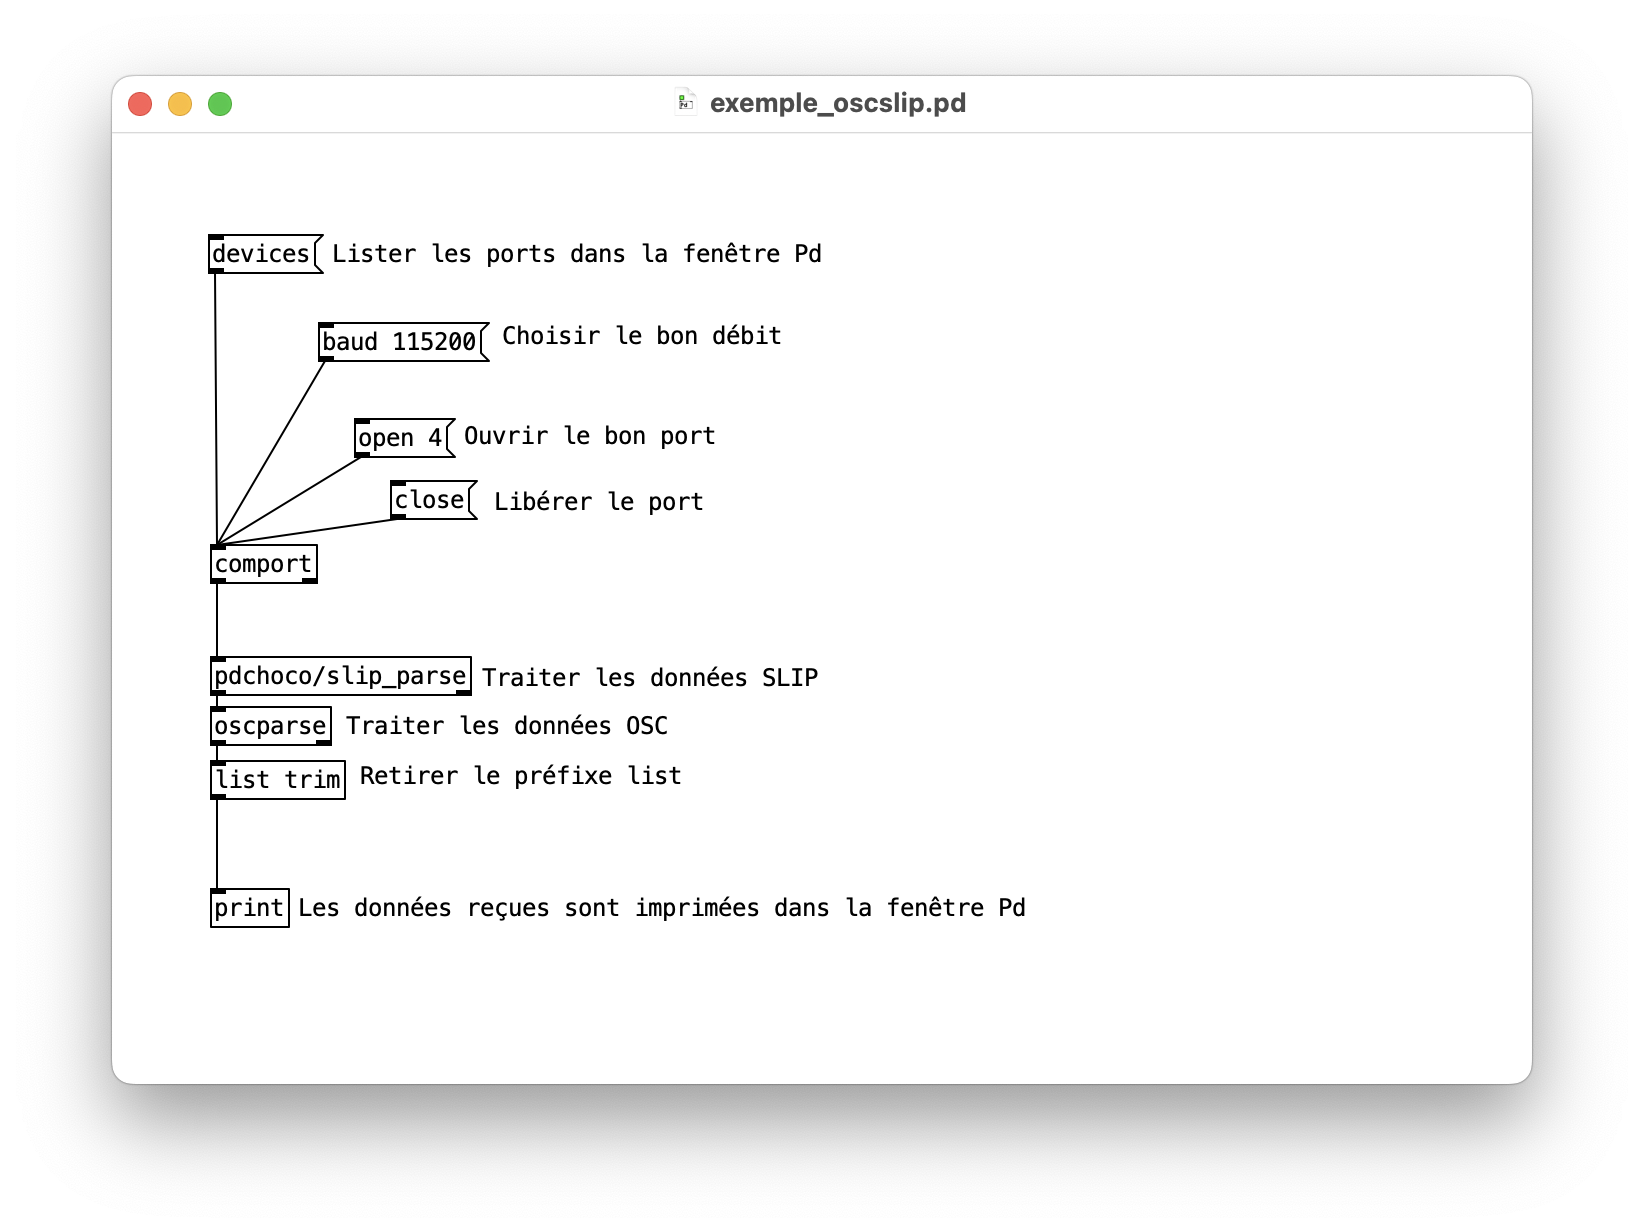 exemple_oscslip.pd
devices Lister les ports dans la fenêtre Pd
baud 115200 Choisir le bon débit
open 4 Ouvrir le bon port
close Libérer le port
comport
pdchoco/slip_parse Traiter les données SLIP
oscparse Traiter les données OSC
list trim Retirer le préfixe list
print Les données reçues sont imprimées dans la fenêtre Pd